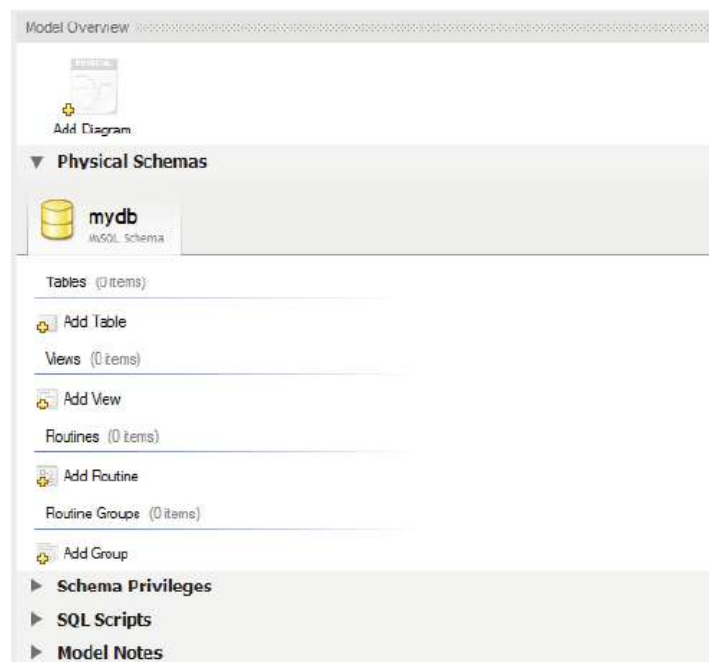 Model Overview
Add Diagram
Physical Schemas
mydb
MySQL Schema
Tables (0 items)
Add Table
Views (0 items)
Add View
Routines (0 items)
Add Routine
Routine Groups (0 items)
Add Group
Schema Privileges
SQL Scripts
Model Notes